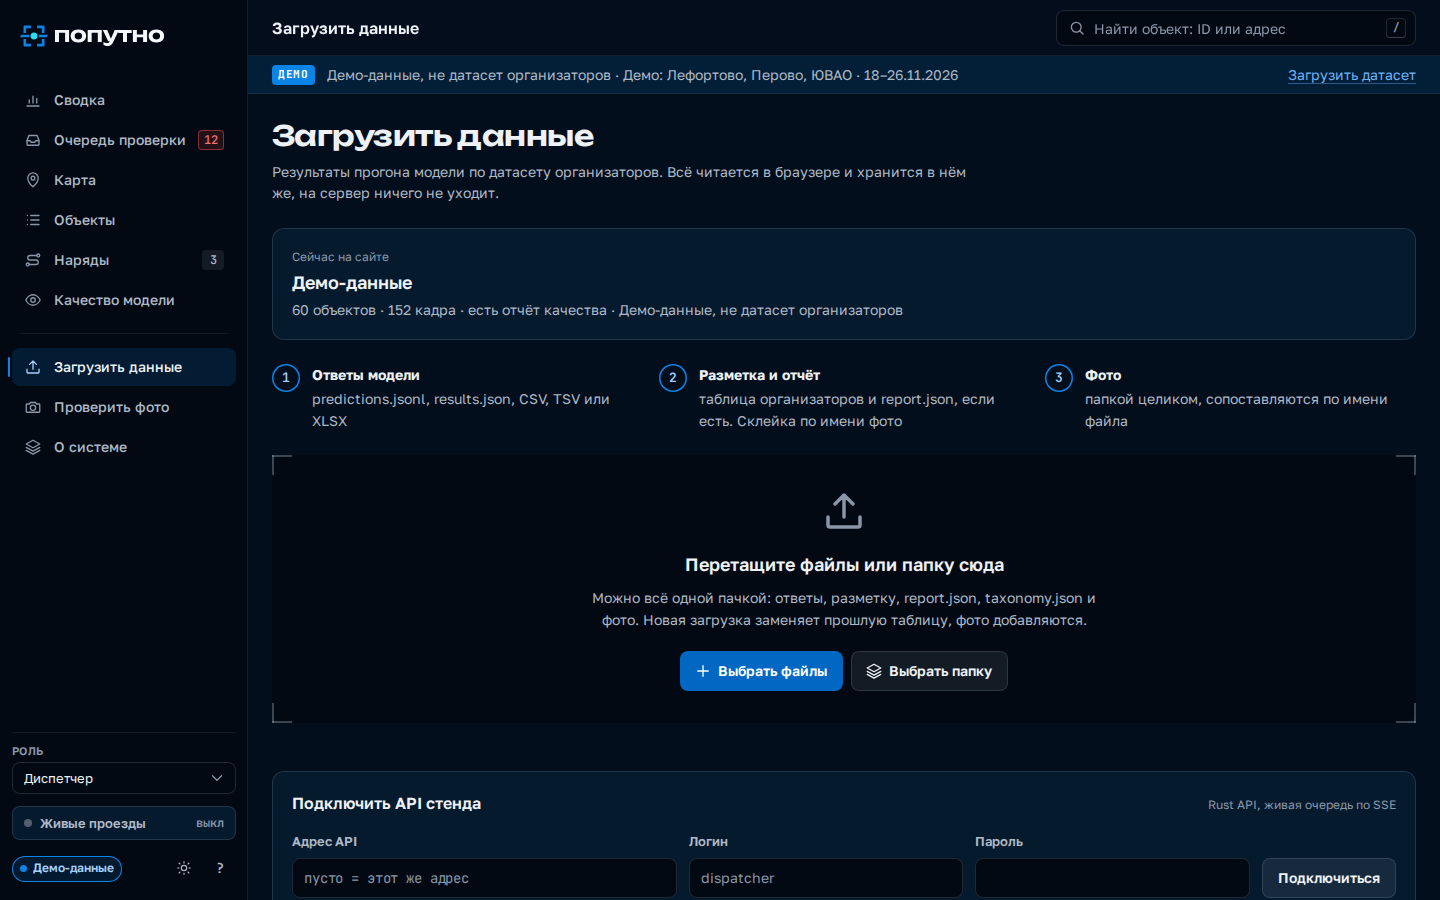 попутно
Загрузить данные
Найти объект: ID или адрес
/
ДЕМО
Демо-данные, не датасет организаторов · Демо: Лефортово, Перово, ЮВАО · 18–26.11.2026
Загрузить датасет
Сводка
Очередь проверки
12
Карта
Объекты
Наряды
3
Качество модели
Загрузить данные
Проверить фото
О системе
РОЛЬ
Диспетчер
Живые проезды
ВЫКЛ
Демо-данные
?
Загрузить данные
Результаты прогона модели по датасету организаторов. Всё читается в браузере и хранится в нём
же, на сервер ничего не уходит.
Сейчас на сайте
Демо-данные
60 объектов · 152 кадра · есть отчёт качества · Демо-данные, не датасет организаторов
1
Ответы модели
predictions.jsonl, results.json, CSV, TSV или
XLSX
2
Разметка и отчёт
таблица организаторов и report.json, если
есть. Склейка по имени фото
3
Фото
папкой целиком, сопоставляются по имени
файла
Перетащите файлы или папку сюда
Можно всё одной пачкой: ответы, разметку, report.json, taxonomy.json и
фото. Новая загрузка заменяет прошлую таблицу, фото добавляются.
Выбрать файлы
Выбрать папку
Подключить API стенда
Rust API, живая очередь по SSE
Адрес API
Логин
Пароль
пусто = этот же адрес
dispatcher
Подключиться